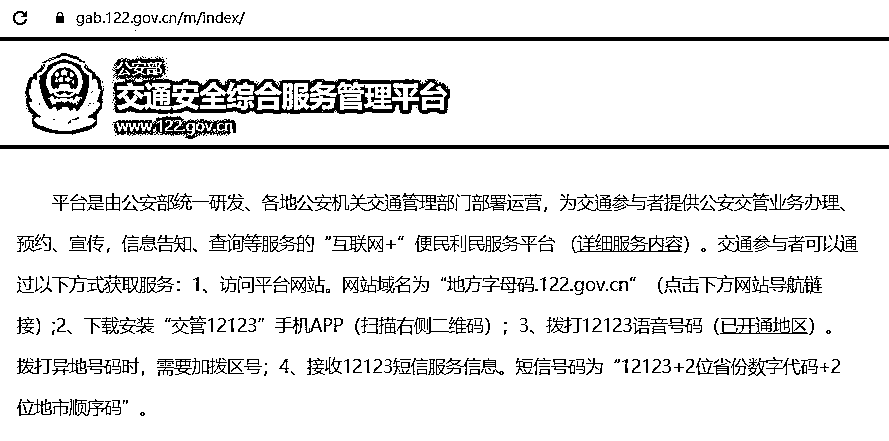 gab.122.gov.cn/m/index/
公安部
交通安全综合服务管理平台
www.122.gov.cn
平台是由公安部统一研发、各地公安机关交通管理部门部署运营，为交通参与者提供公安交管业务办理、
预约、宣传，信息告知、查询等服务的“互联网+“便民利民服务平台 （详细服务内容）。交通参与者可以通
过以下方式获取服务：1、访问平台网站。网站域名为“地方字母码.122.gov.cn“（点击下方网站导航链
接）;2、下载安装“交管12123”手机APP（扫描右侧二维码）；3、拨打12123语音号码（已开通地区）。
拨打异地号码时，需要加拨区号；4、接收12123短信服务信息。短信号码为“12123+2位省份数字代码+2
位地市顺序码”。